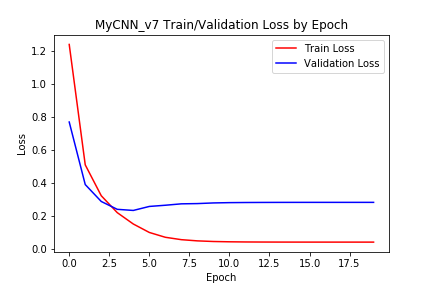 MyCNN_v7 Train/Validation Loss by Epoch
Train Loss
Validation Loss
1.2
1.0
0.8
0.6
0.4
0.2
0.0
Loss
0.0 2.5 5.0 7.5 10.0 12.5 15.0 17.5
Epoch